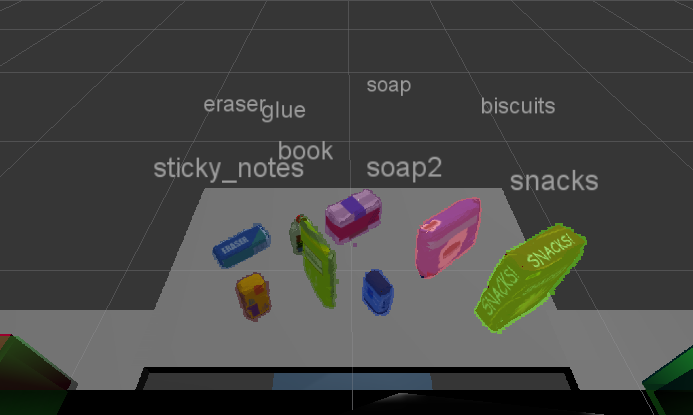 soap
eraser
glue
biscuits
book
sticky_notes
soap2
snacks
ERASER
SNACKS!
SNACKS!